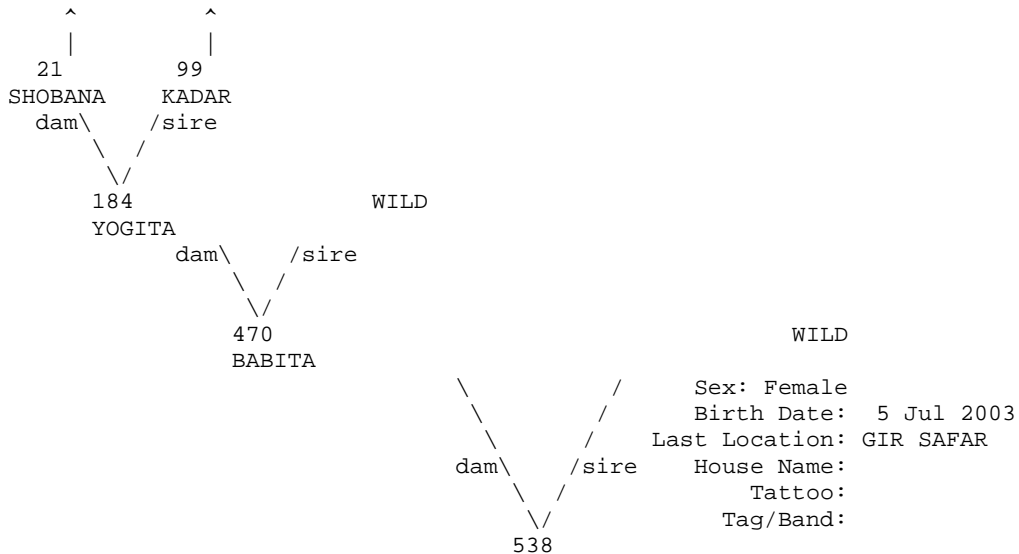 ^ ^
| |
21 99
SHOBANA KADAR
dam\ /sire
\ /
\/
184 WILD
YOGITA
dam\ /sire
\ /
\/
470 WILD
BABITA
\ / Sex: Female
\ / Birth Date: 5 Jul 2003
\ / Last Location: GIR SAFAR
dam\ /sire House Name:
\ / Tattoo:
\/ Tag/Band:
538